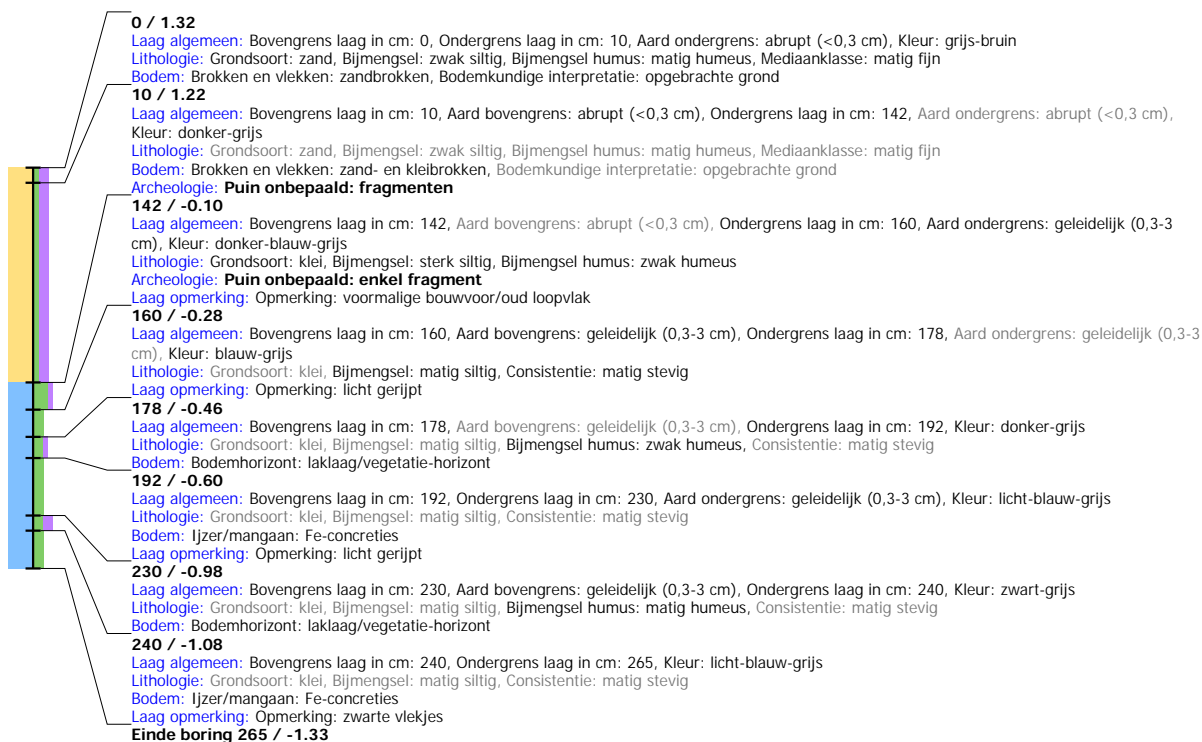 0 / 1.32
Laag algemeen: Bovengrens laag in cm: 0, Ondergrens laag in cm: 10, Aard ondergrens: abrupt (<0,3 cm), Kleur: grijs-bruin
Lithologie: Grondsoort: zand, Bijmengsel: zwak siltig, Bijmengsel humus: matig humeus, Mediaanklasse: matig fijn
Bodem: Brokken en vlekken: zandbrokken, Bodemkundige interpretatie: opgebrachte grond
10 / 1.22
Laag algemeen: Bovengrens laag in cm: 10, Aard bovengrens: abrupt (<0,3 cm), Ondergrens laag in cm: 142, Aard ondergrens: abrupt (<0,3 cm),
Kleur: donker-grijs
Lithologie: Grondsoort: zand, Bijmengsel: zwak siltig, Bijmengsel humus: matig humeus, Mediaanklasse: matig fijn
Bodem: Brokken en vlekken: zand- en kleibrokken, Bodemkundige interpretatie: opgebrachte grond
Archeologie: Puin onbepaald: fragmenten
142 / -0.10
Laag algemeen: Bovengrens laag in cm: 142, Aard bovengrens: abrupt (<0,3 cm), Ondergrens laag in cm: 160, Aard ondergrens: geleidelijk (0,3-3
cm), Kleur: donker-blauw-grijs
Lithologie: Grondsoort: klei, Bijmengsel: sterk siltig, Bijmengsel humus: zwak humeus
Archeologie: Puin onbepaald: enkel fragment
Laag opmerking: Opmerking: voormalige bouwvoor/oud loopvlak
160 / -0.28
Laag algemeen: Bovengrens laag in cm: 160, Aard bovengrens: geleidelijk (0,3-3 cm), Ondergrens laag in cm: 178, Aard ondergrens: geleidelijk (0,3-3
cm), Kleur: blauw-grijs
Lithologie: Grondsoort: klei, Bijmengsel: matig siltig, Consistentie: matig stevig
Laag opmerking: Opmerking: licht gerijpt
178 / -0.46
Laag algemeen: Bovengrens laag in cm: 178, Aard bovengrens: geleidelijk (0,3-3 cm), Ondergrens laag in cm: 192, Kleur: donker-grijs
Lithologie: Grondsoort: klei, Bijmengsel: matig siltig, Bijmengsel humus: zwak humeus, Consistentie: matig stevig
Bodem: Bodemhorizont: laklaag/vegetatie-horizont
192 / -0.60
Laag algemeen: Bovengrens laag in cm: 192, Ondergrens laag in cm: 230, Aard ondergrens: geleidelijk (0,3-3 cm), Kleur: licht-blauw-grijs
Lithologie: Grondsoort: klei, Bijmengsel: matig siltig, Consistentie: matig stevig
Bodem: Ijzer/mangaan: Fe-concreties
Laag opmerking: Opmerking: licht gerijpt
230 / -0.98
Laag algemeen: Bovengrens laag in cm: 230, Aard bovengrens: geleidelijk (0,3-3 cm), Ondergrens laag in cm: 240, Kleur: zwart-grijs
Lithologie: Grondsoort: klei, Bijmengsel: matig siltig, Bijmengsel humus: matig humeus, Consistentie: matig stevig
Bodem: Bodemhorizont: laklaag/vegetatie-horizont
240 / -1.08
Laag algemeen: Bovengrens laag in cm: 240, Ondergrens laag in cm: 265, Kleur: licht-blauw-grijs
Lithologie: Grondsoort: klei, Bijmengsel: matig siltig, Consistentie: matig stevig
Bodem: Ijzer/mangaan: Fe-concreties
Laag opmerking: Opmerking: zwarte vlekjes
Einde boring 265 / -1.33